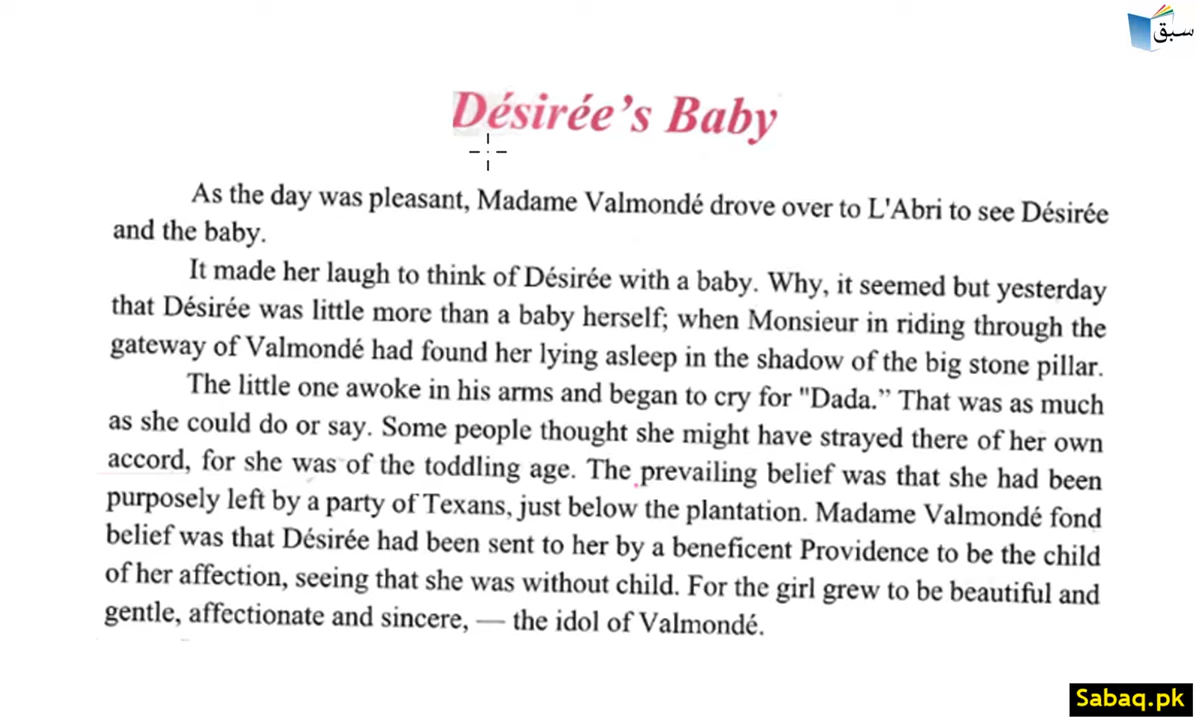 سبق
Désirée's Baby
As the day was pleasant, Madame Valmondé drove over to L'Abri to see Désirée
and the baby.
It made her laugh to think of Désirée with a baby. Why, it seemed but yesterday
that Désirée was little more than a baby herself; when Monsieur in riding through the
gateway of Valmondé had found her lying asleep in the shadow of the big stone pillar.
The little one awoke in his arms and began to cry for "Dada.” That was as much
as she could do or say. Some people thought she might have strayed there of her own
accord, for she was of the toddling age. The prevailing belief was that she had been
purposely left by a party of Texans, just below the plantation. Madame Valmondé fond
belief was that Désirée had been sent to her by a beneficent Providence to be the child
of her affection, seeing that she was without child. For the girl grew to be beautiful and
gentle, affectionate and sincere, — the idol of Valmondé.
Sabaq.pk